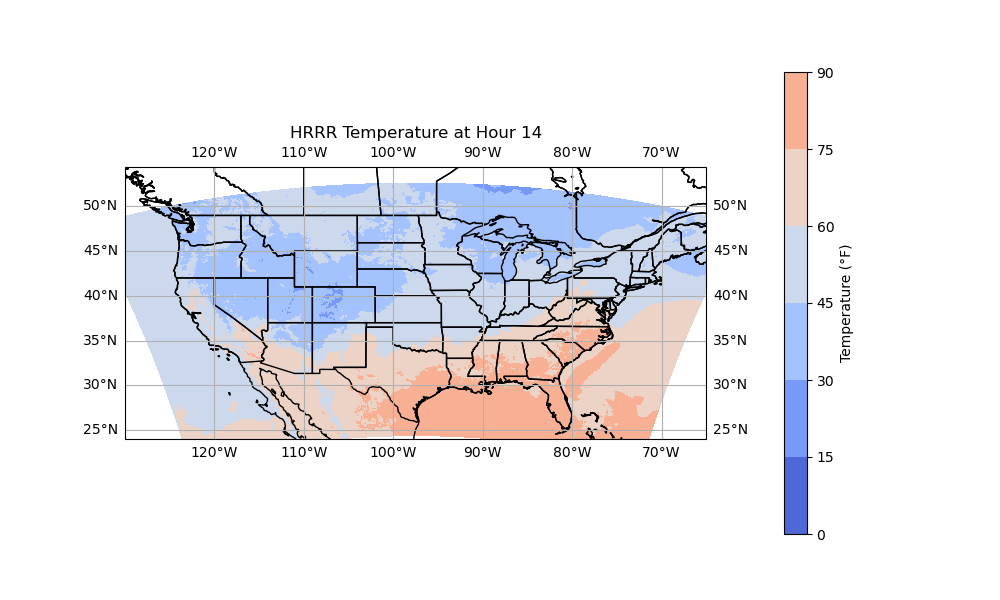 HRRR Temperature at Hour 14
120°W 110°W 100°W 90°W 80°W 70°W
50°N 50°N
45°N 45°N
40°N 40°N
35°N 35°N
30°N 30°N
25°N 25°N
120°W 110°W 100°W 90°W 80°W 70°W
90
75
60
45
30
15
0
Temperature (°F)